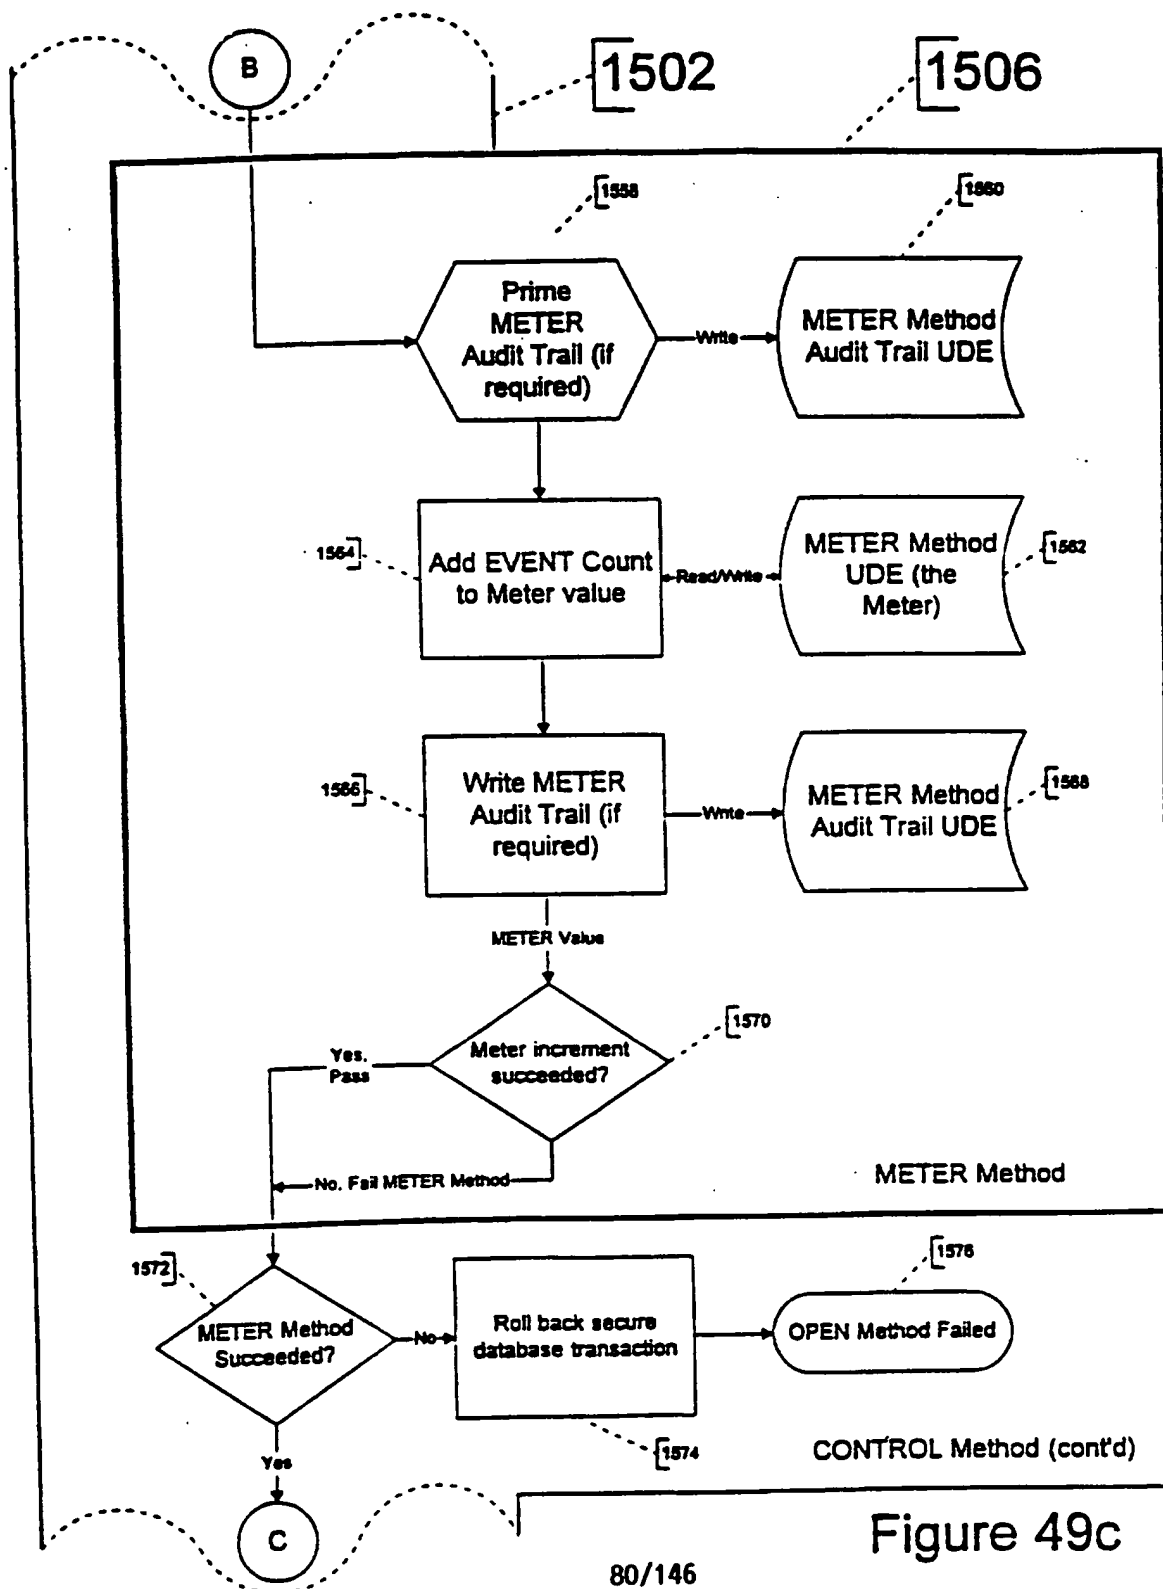 B
1502
1506
1558
1560
Prime
METER
Audit Trail (if
required)
Write
METER Method
Audit Trail UDE
1564
Add EVENT Count
to Meter value
Read/Write
METER Method
UDE (the
Meter)
1562
1566
Write METER
Audit Trail (if
required)
Write
METER Method
Audit Trail UDE
1568
METER Value
1570
Meter increment
succeeded?
Yes.
Pass
No. Fail METER Method
METER Method
1572
METER Method
Succeeded?
No
Roll back secure
database transaction
1576
OPEN Method Failed
1574
Yes
CONTROL Method (cont'd)
C
Figure 49c
80/146